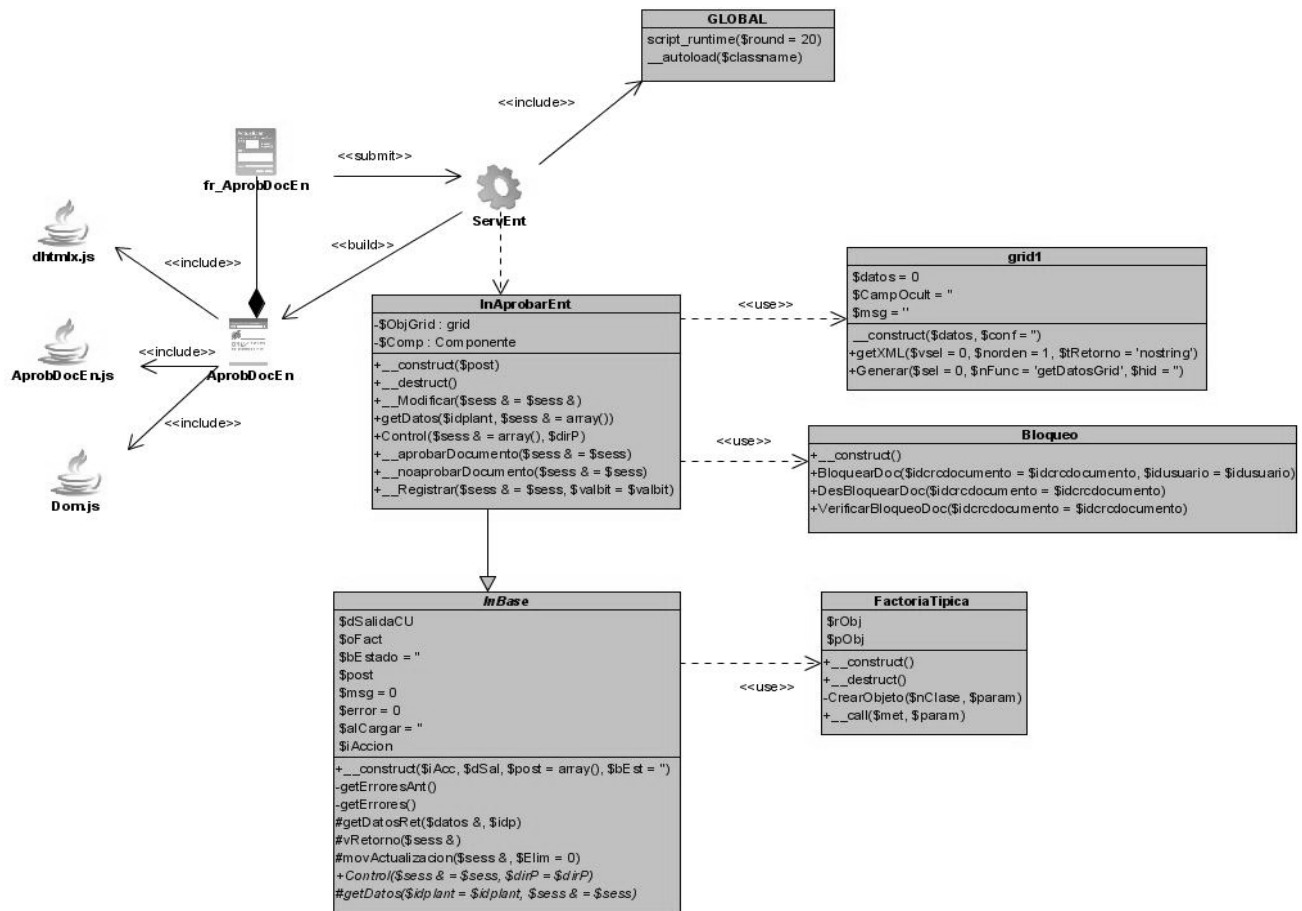 GLOBAL
script_runtime($round = 20)
__autoload($classname)
<<include>>
<<submit>>
fr_AprobDocEn
ServEnt
dhtmlx.js
<<include>>
<<build>>
AprobDocEn.js
<<include>>
AprobDocEn
<<include>>
Dom.js
InAprobarEnt
-$ObjGrid : grid
-$Comp : Componente
+__construct($post)
+__destruct()
+__Modificar($sess & = $sess &)
+getDatos($idplant, $sess & = array())
+Control($sess & = array(), $dirP)
+__aprobarDocumento($sess & = $sess)
+__noaprobarDocumento($sess & = $sess)
+__Registrar($sess & = $sess, $valbit = $valbit)
<<use>>
grid1
$datos = 0
$CampOcult = ''
$msg = ''
__construct($datos, $conf = '')
+getXML($vsel = 0, $norden = 1, $tRetorno = 'nostring')
+Generar($sel = 0, $nFunc = 'getDatosGrid', $hid = '')
<<use>>
Bloqueo
+__construct()
+BloquearDoc($idcrcdocumento = $idcrcdocumento, $idusuario = $idusuario)
+DesBloquearDoc($idcrcdocumento = $idcrcdocumento)
+VerificarBloqueoDoc($idcrcdocumento = $idcrcdocumento)
InBase
$dSalidaCU
$oFact
$bEstado = ''
$post
$msg = 0
$error = 0
$alCargar = ''
$iAccion
+__construct($iAcc, $dSal, $post = array(), $bEst = '')
-getErroresAnt()
-getErrores()
#getDatosRet($datos &, $idp)
#vRetorno($sess &)
#movActualizacion($sess &, $Elim = 0)
+Control($sess & = $sess, $dirP = $dirP)
#getDatos($idplant = $idplant, $sess & = $sess)
<<use>>
FactoriaTipica
$rObj
$pObj
+__construct()
+__destruct()
-CrearObjeto($nClase, $param)
+__call($met, $param)